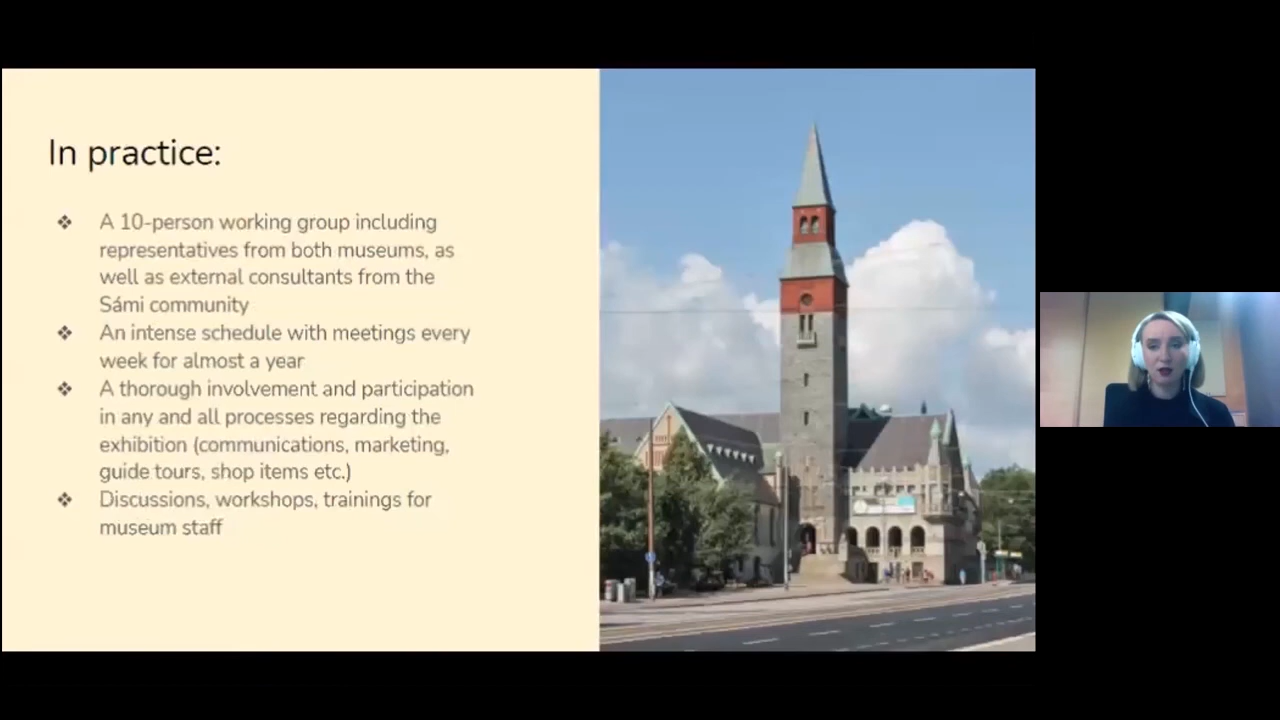 In practice:
❖ A 10-person working group including
representatives from both museums, as
well as external consultants from the
Sámi community
❖ An intense schedule with meetings every
week for almost a year
❖ A thorough involvement and participation
in any and all processes regarding the
exhibition (communications, marketing,
guide tours, shop items etc.)
❖ Discussions, workshops, trainings for
museum staff